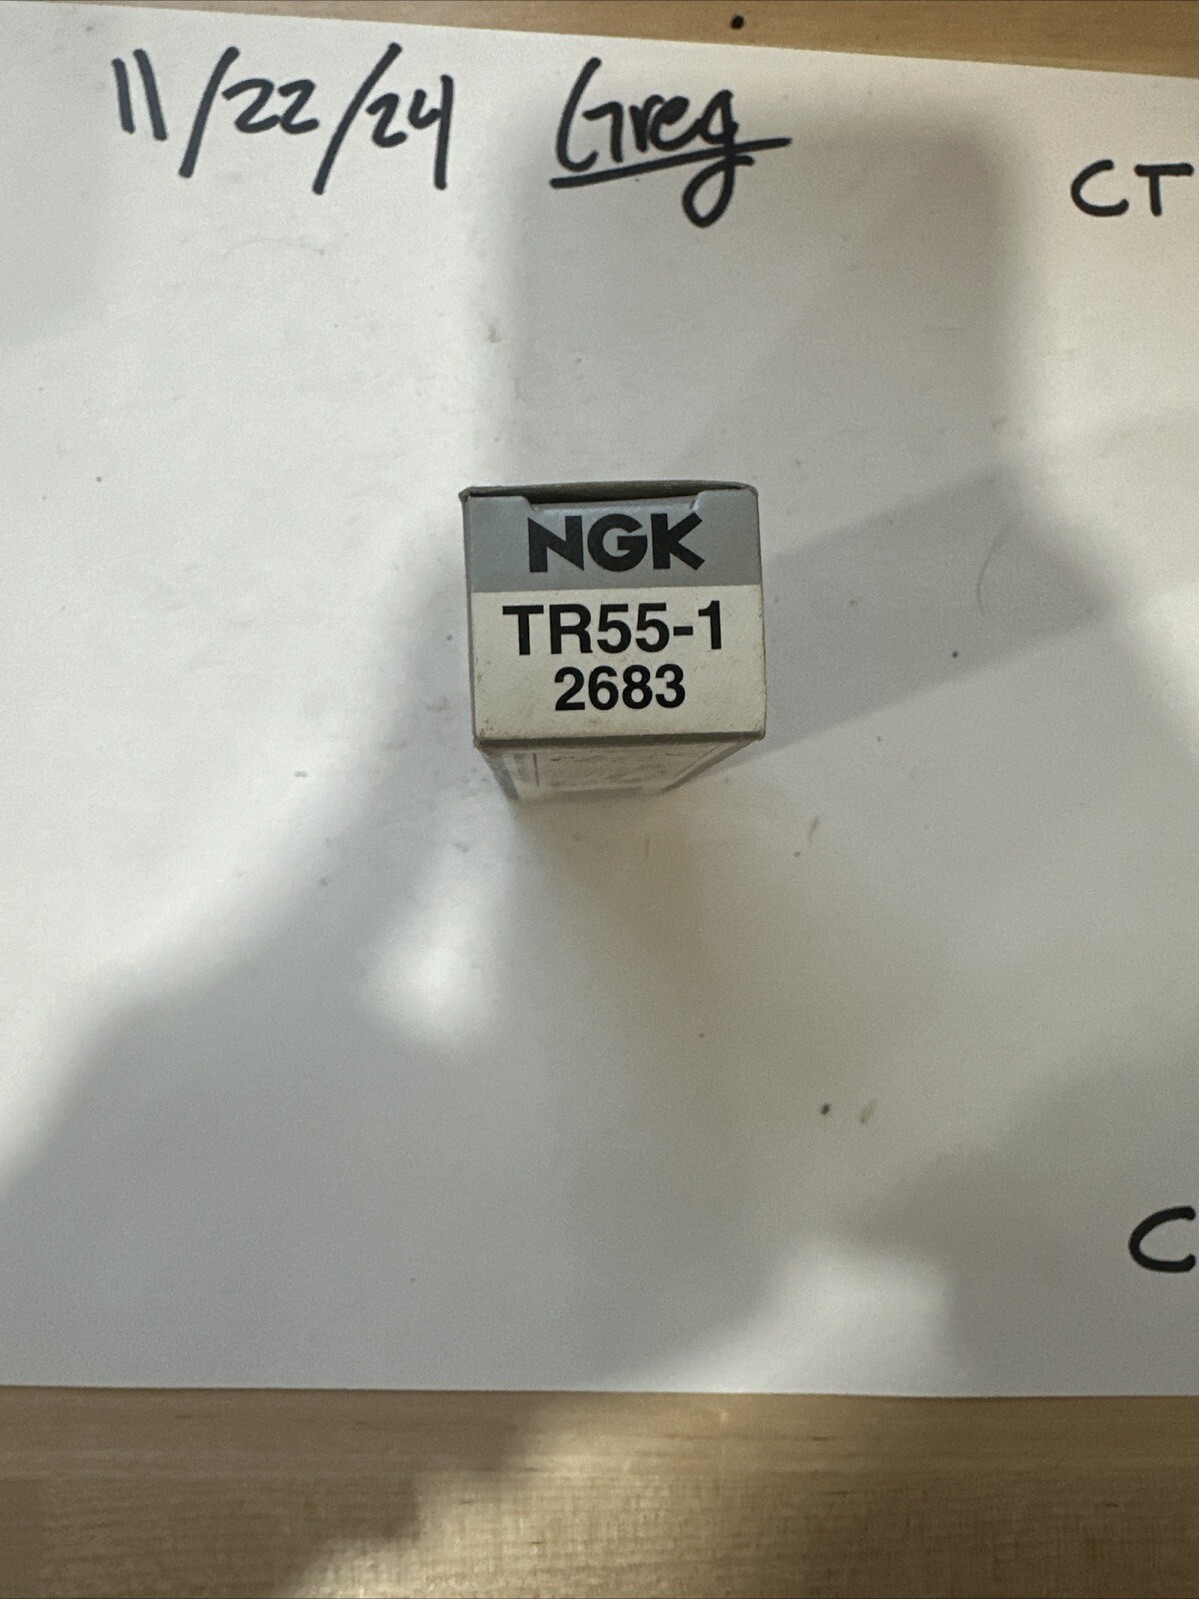 11/22/24 Greg
CT
NGK
TR55-1
2683
C